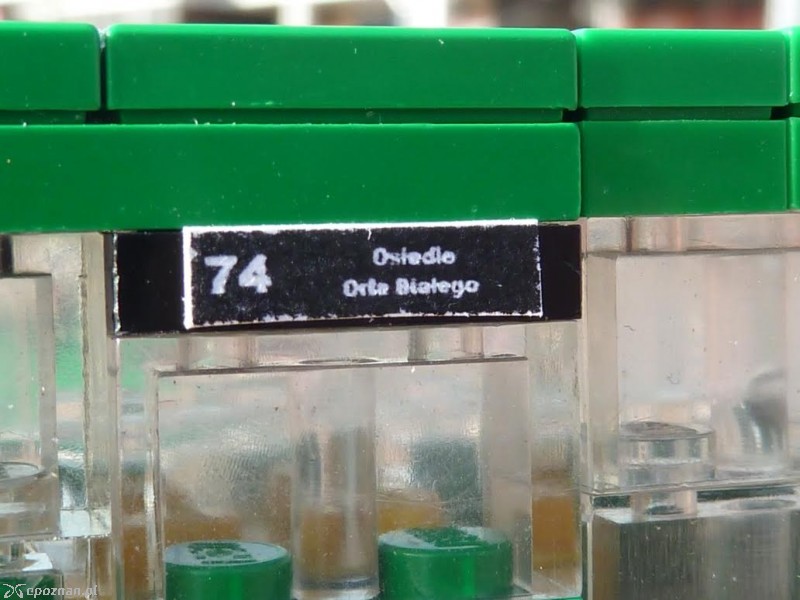 74
Osiedle
Orła Białego
epoznan.pl